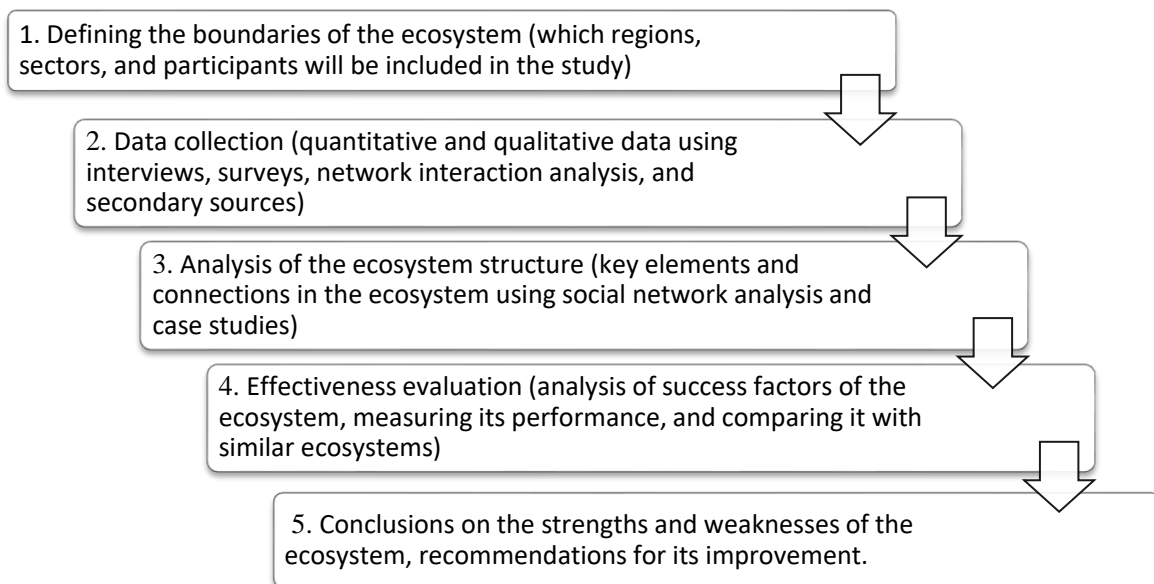 1. Defining the boundaries of the ecosystem (which regions,
sectors, and participants will be included in the study)
2. Data collection (quantitative and qualitative data using
interviews, surveys, network interaction analysis, and
secondary sources)
3. Analysis of the ecosystem structure (key elements and
connections in the ecosystem using social network analysis and
case studies)
4. Effectiveness evaluation (analysis of success factors of the
ecosystem, measuring its performance, and comparing it with
similar ecosystems)
5. Conclusions on the strengths and weaknesses of the
ecosystem, recommendations for its improvement.